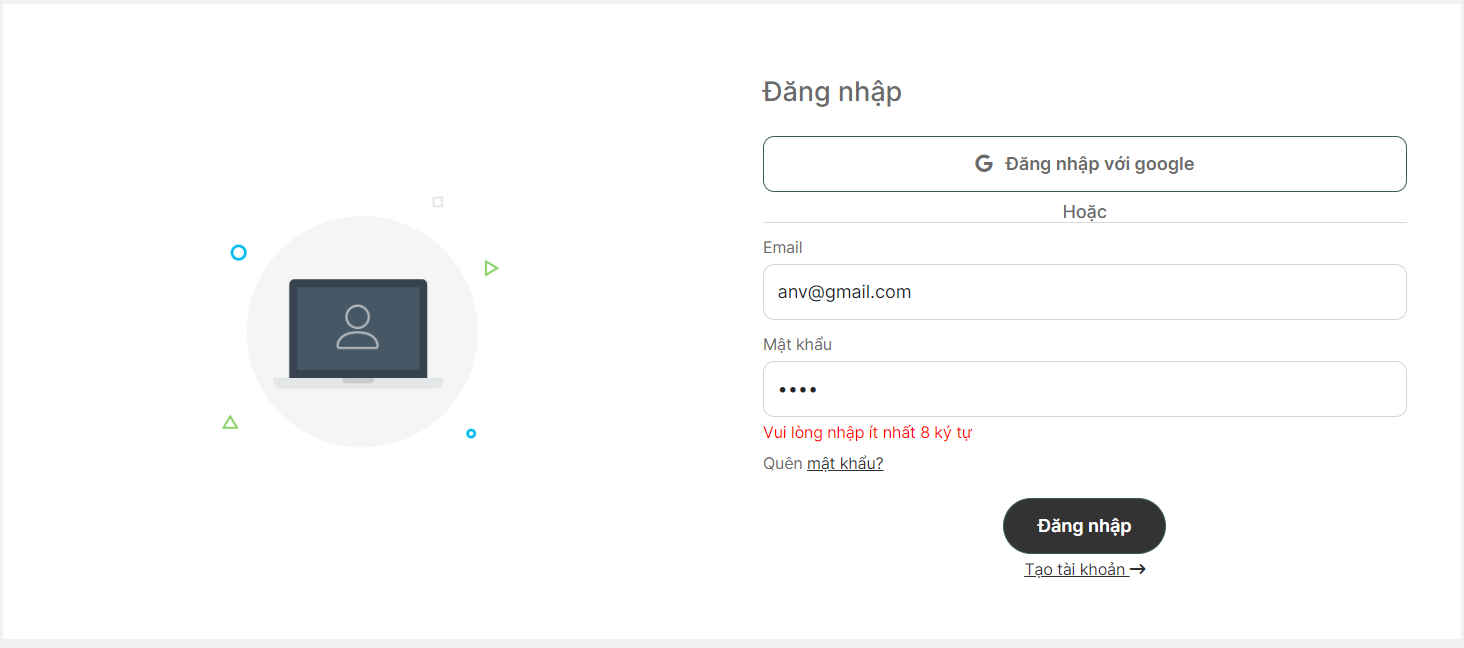 Đăng nhập
Đăng nhập với google
Hoặc
Email
anv@gmail.com
Mật khẩu
••••
Vui lòng nhập ít nhất 8 ký tự
Quên mật khẩu?
Đăng nhập
Tạo tài khoản →